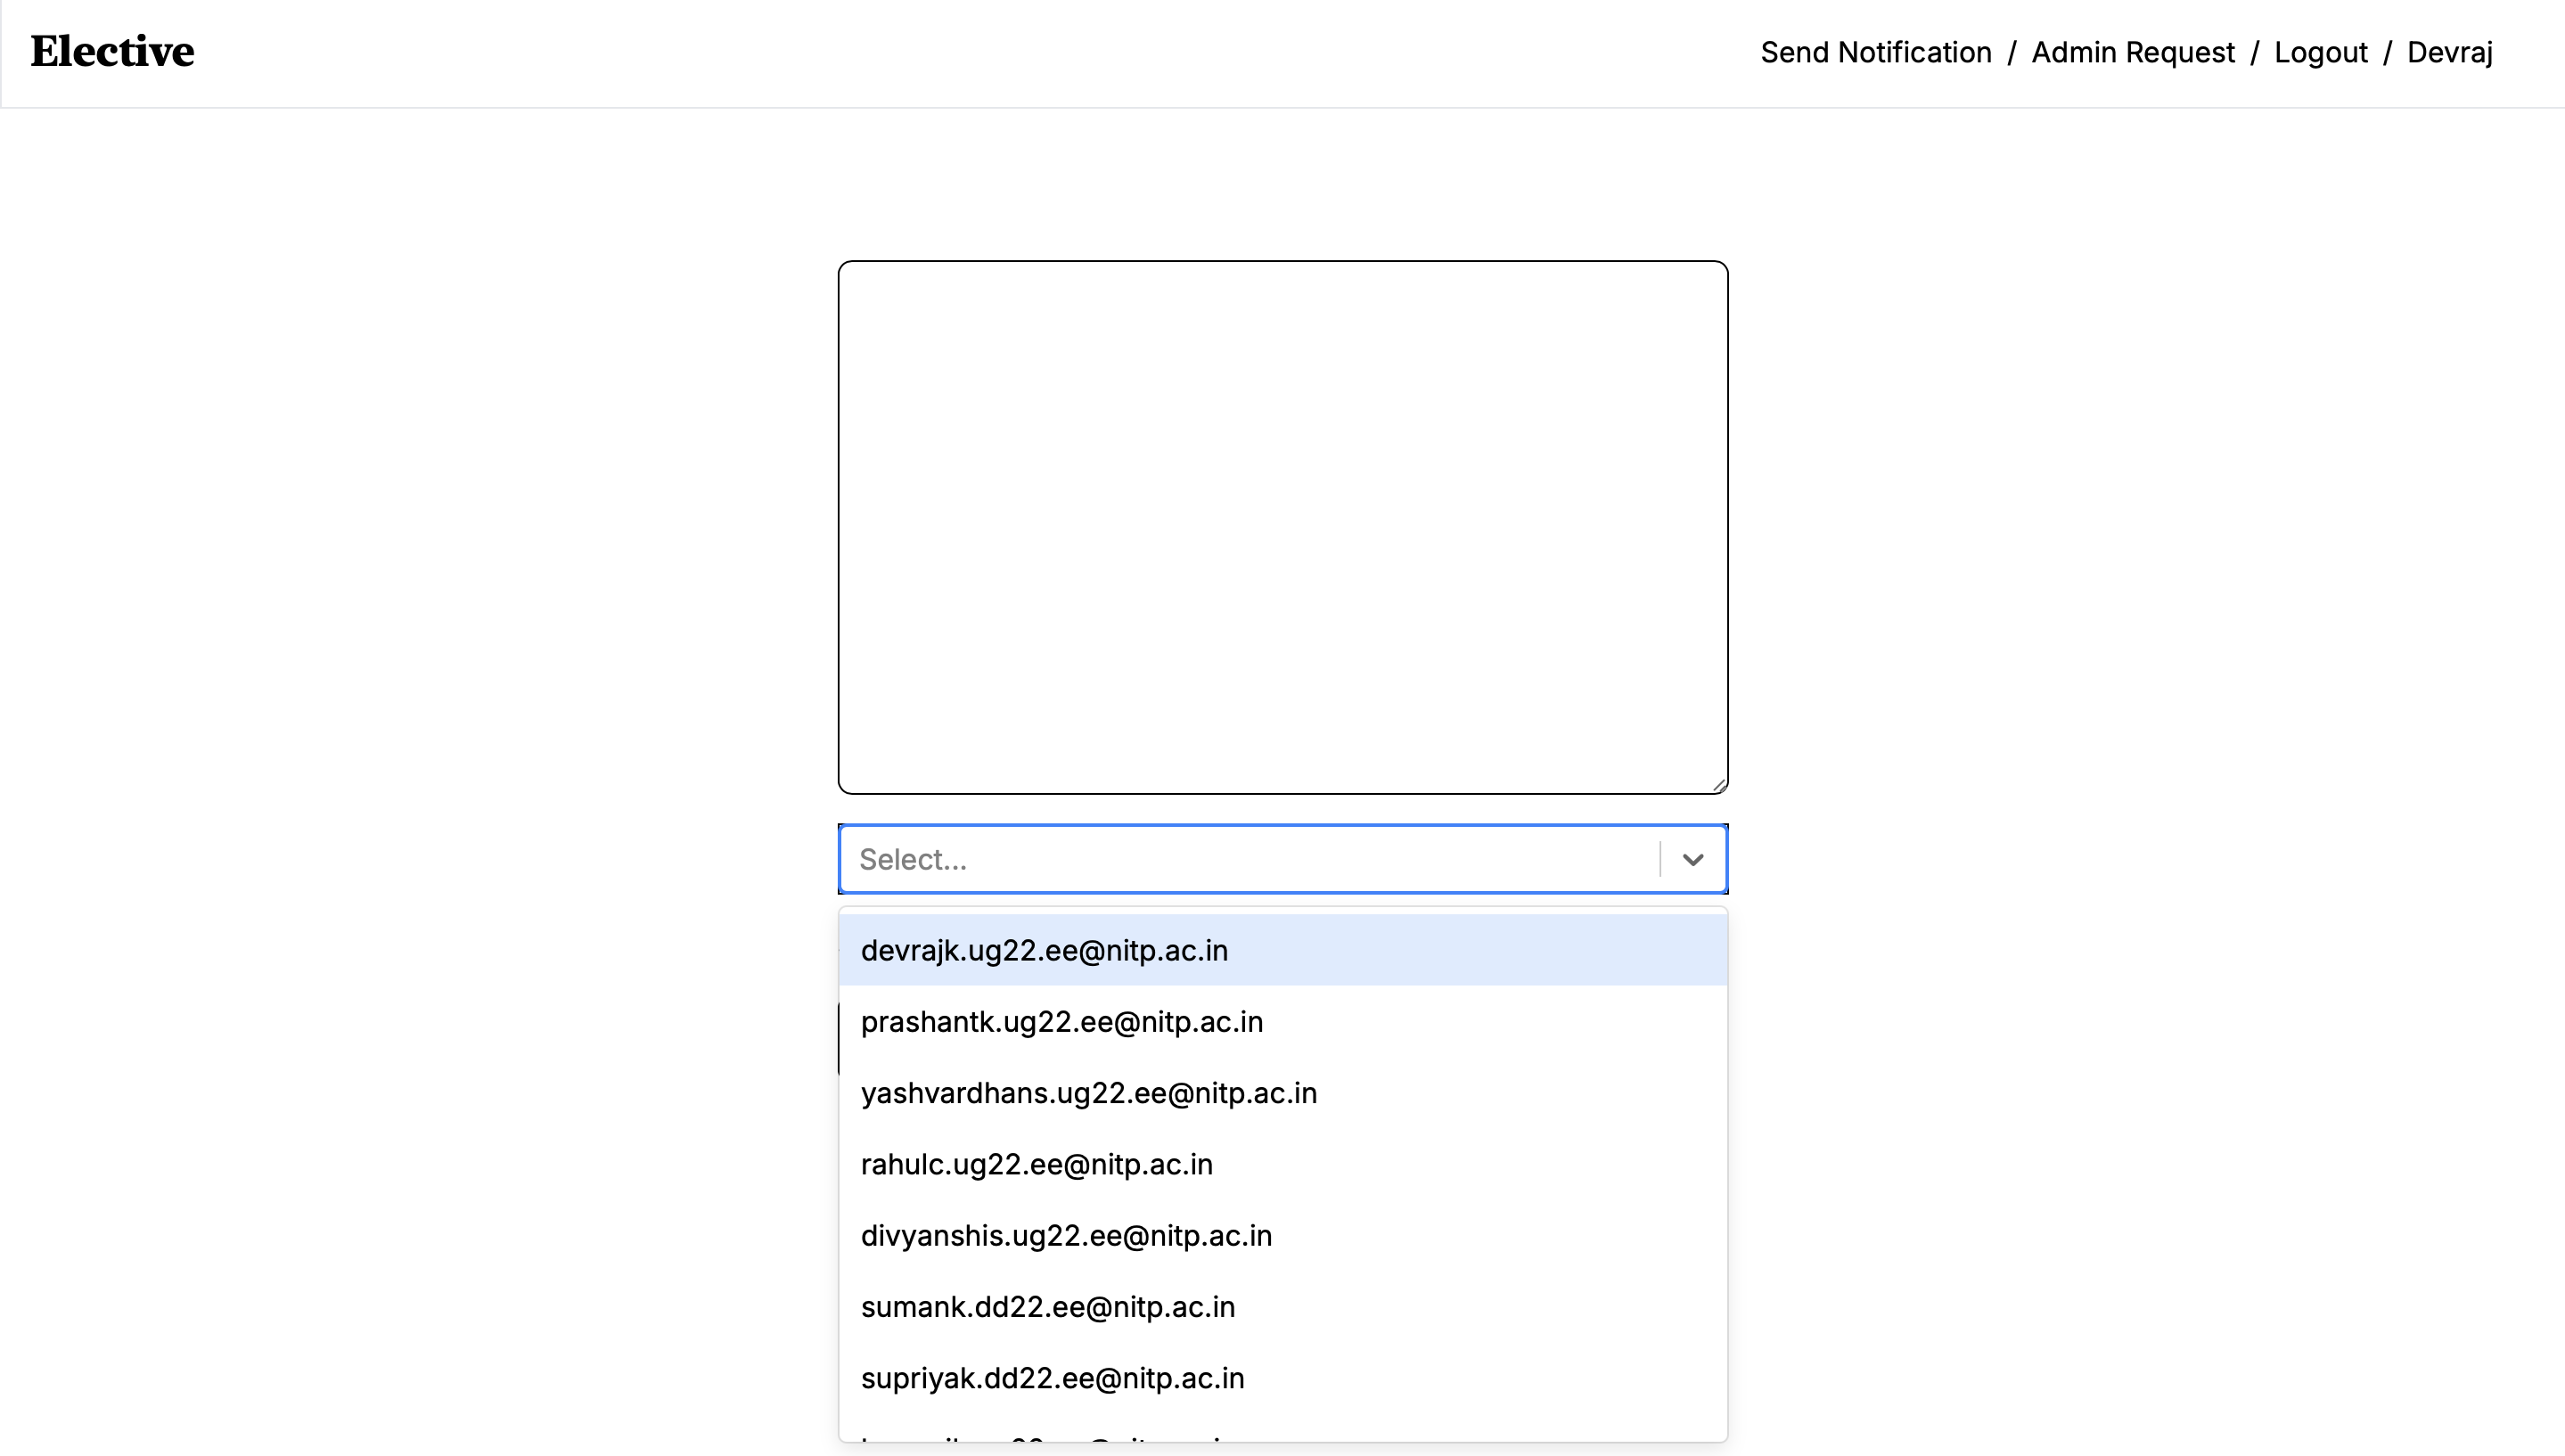 Elective
Send Notification / Admin Request / Logout / Devraj
Select...
devrajk.ug22.ee@nitp.ac.in
prashantk.ug22.ee@nitp.ac.in
yashvardhans.ug22.ee@nitp.ac.in
rahulc.ug22.ee@nitp.ac.in
divyanshis.ug22.ee@nitp.ac.in
sumank.dd22.ee@nitp.ac.in
supriyak.dd22.ee@nitp.ac.in